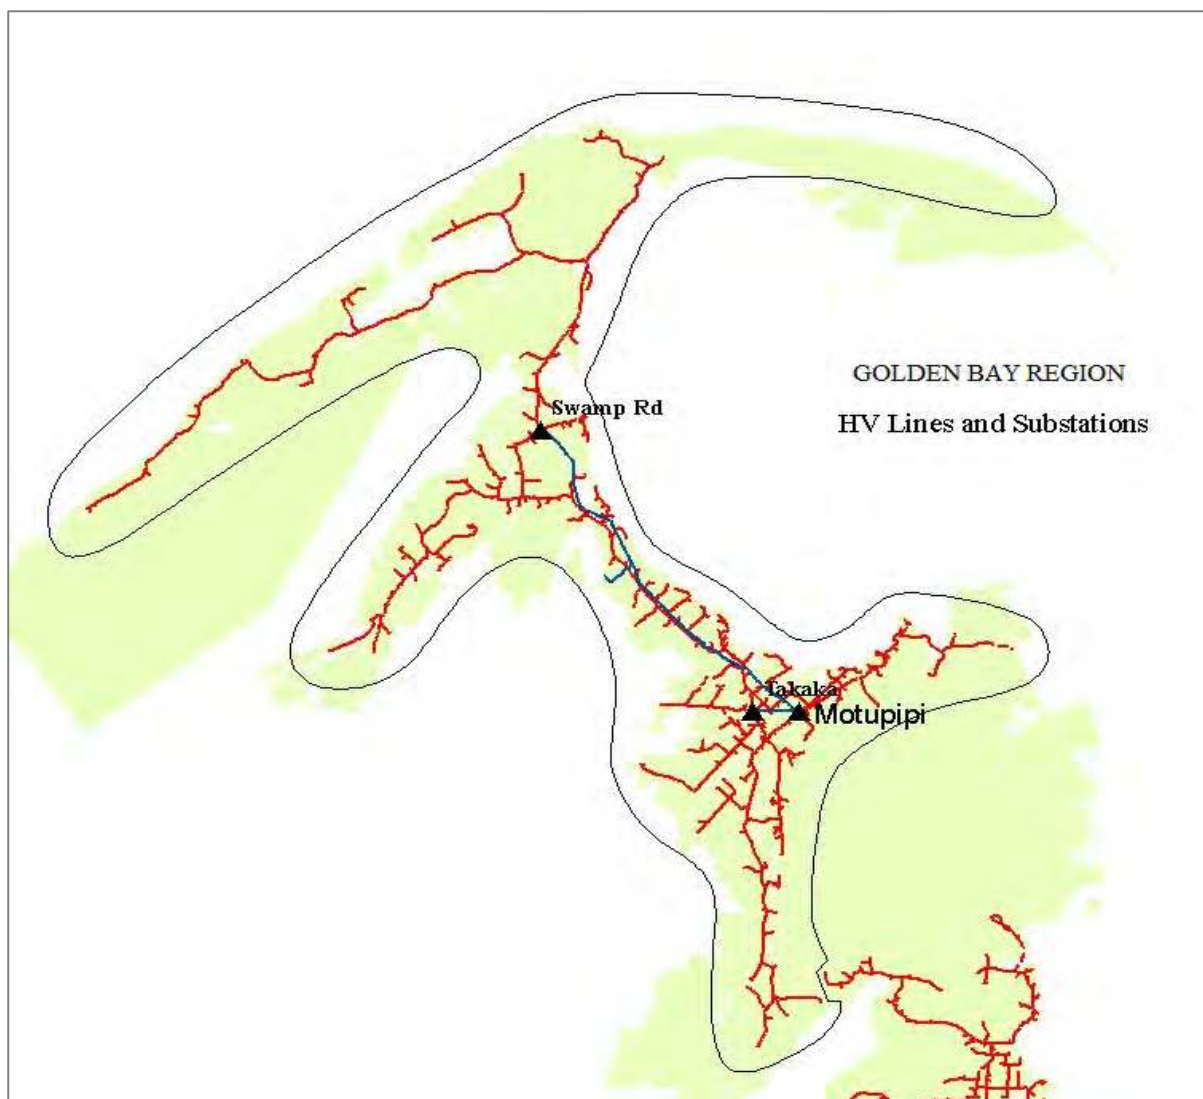 GOLDEN BAY REGION
Swamp Rd
HV Lines and Substations
Takaka
Motupipi